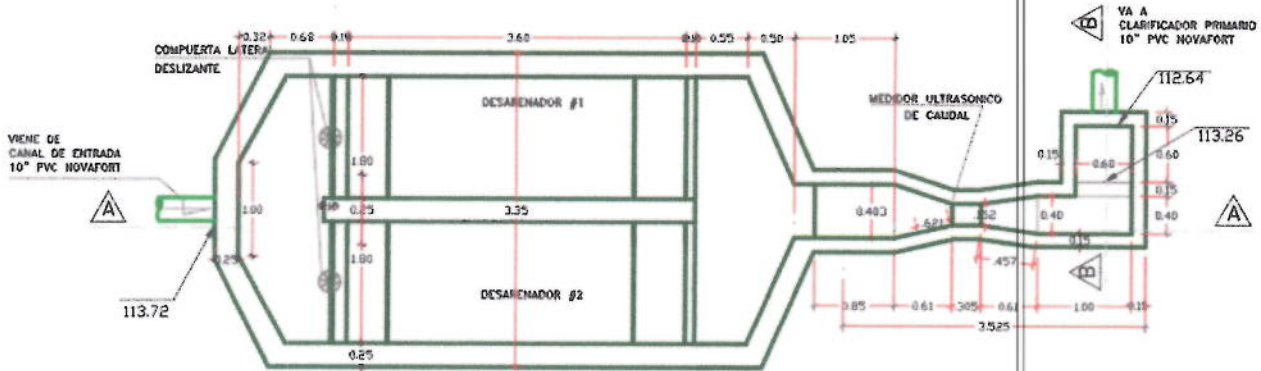 0.32
0.68
0.10
3.60
0.55
0.50
1.05
COMPUERTA LATERAL
DESLIZANTE
DESARENADOR #1
VIENE DE
CANAL DE ENTRADA
10" PVC NOVAFORT
A
1.80
1.00
0.25
3.35
0.25
1.80
DESARENADOR #2
113.72
0.25
MEDIDOR ULTRASONICO
DE CAUDAL
0.403
.621
.152
0.40
0.15
.457
0.85
0.61
.305
0.61
1.00
0.15
3.525
B
VA A
CLARIFICADOR PRIMARIO
10" PVC NOVAFORT
112.64
113.26
0.15
0.60
0.15
0.60
0.15
0.40
A
B